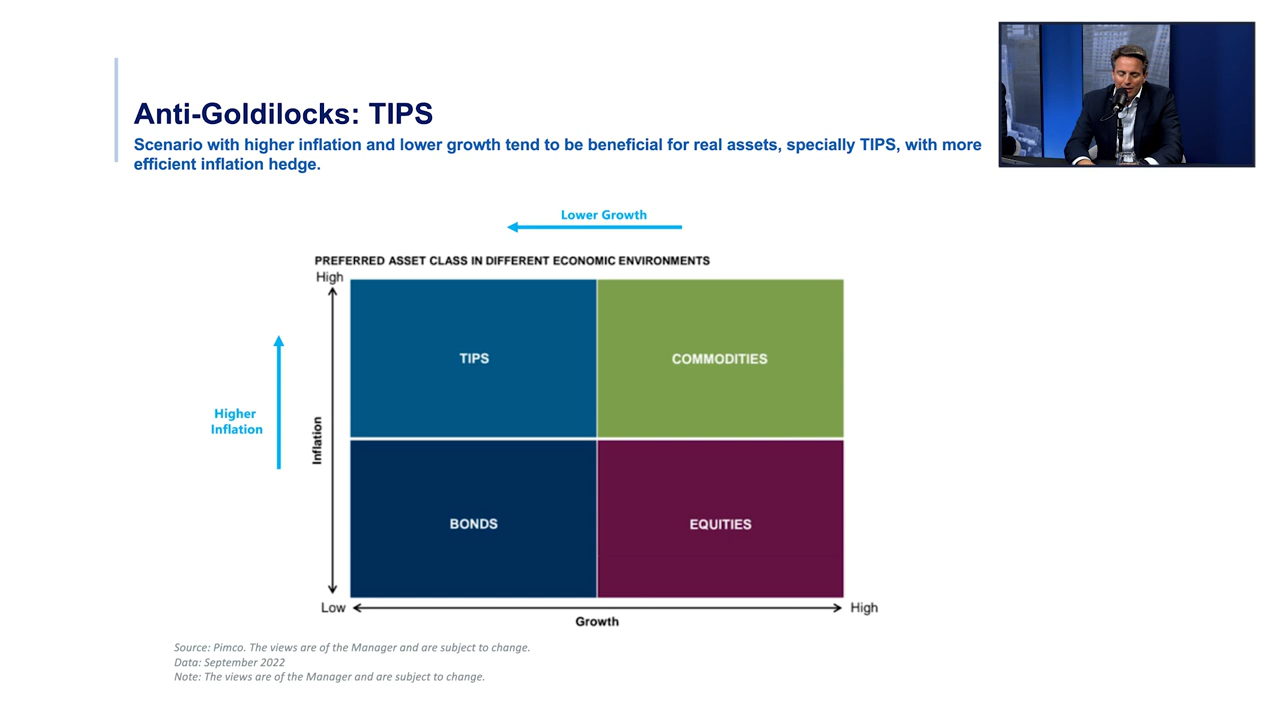 Anti-Goldilocks: TIPS
Scenario with higher inflation and lower growth tend to be beneficial for real assets, specially TIPS, with more
efficient inflation hedge.
Lower Growth
PREFERRED ASSET CLASS IN DIFFERENT ECONOMIC ENVIRONMENTS
High
TIPS
COMMODITIES
Higher
Inflation
Inflation
BONDS
EQUITIES
Low
High
Growth
Source: Pimco. The views are of the Manager and are subject to change.
Data: September 2022
Note: The views are of the Manager and are subject to change.